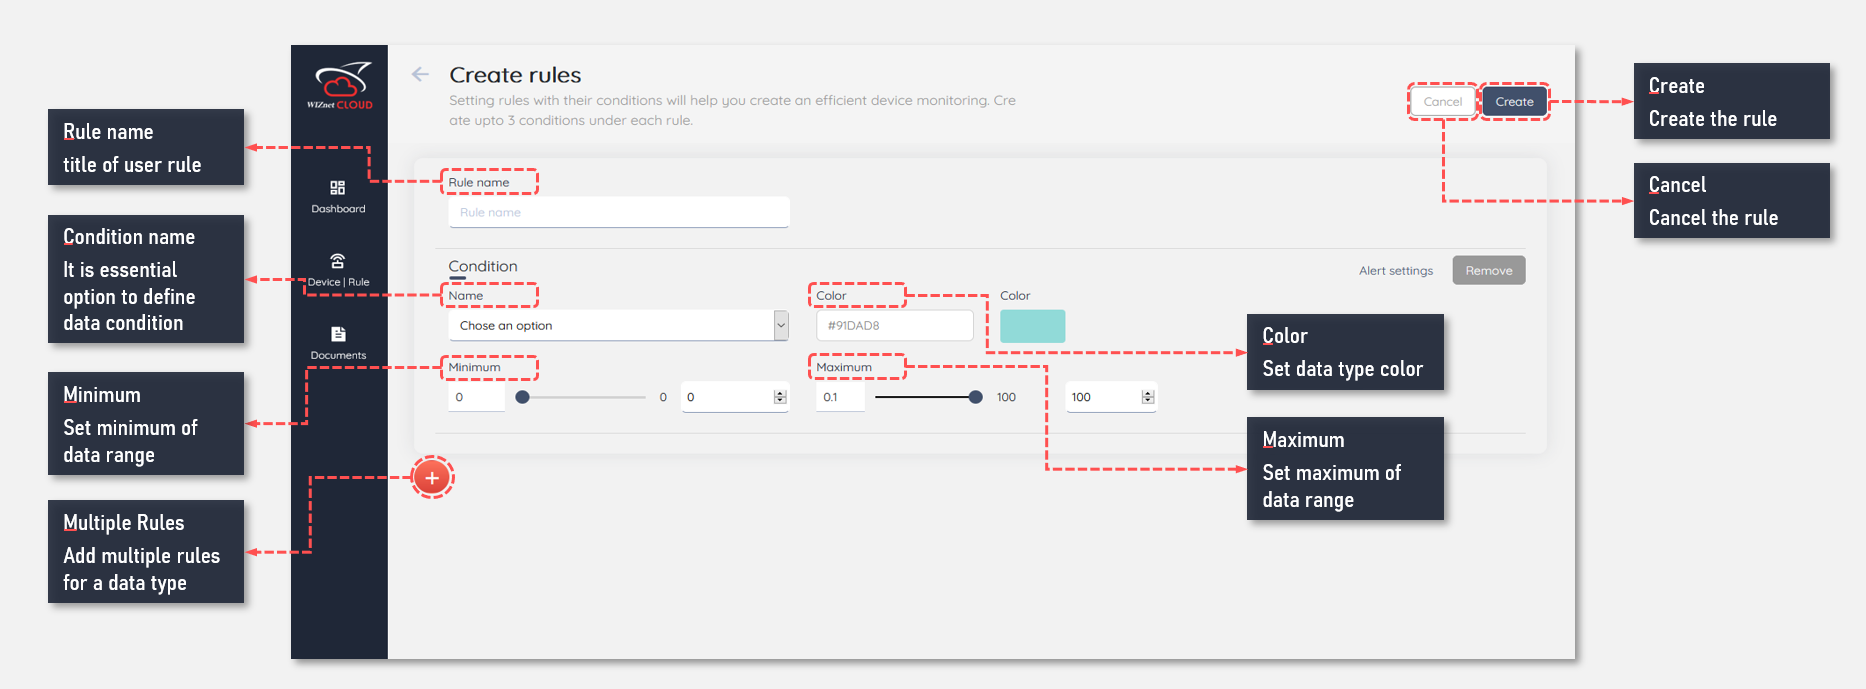 Rule name
title of user rule
Condition name
It is essential
option to define
data condition
Minimum
Set minimum of
data range
Multiple Rules
Add multiple rules
for a data type
WIZnet CLOUD
Dashboard
Device | Rule
Documents
Create rules
Setting rules with their conditions will help you create an efficient device monitoring. Cre
ate upto 3 conditions under each rule.
Cancel
Create
Rule name
Rule name
Condition
Alert settings
Remove
Name
Color
Color
Chose an option
#91DAD8
Minimum
Maximum
0
0
0
0.1
100
100
+
Create
Create the rule
Cancel
Cancel the rule
Color
Set data type color
Maximum
Set maximum of
data range